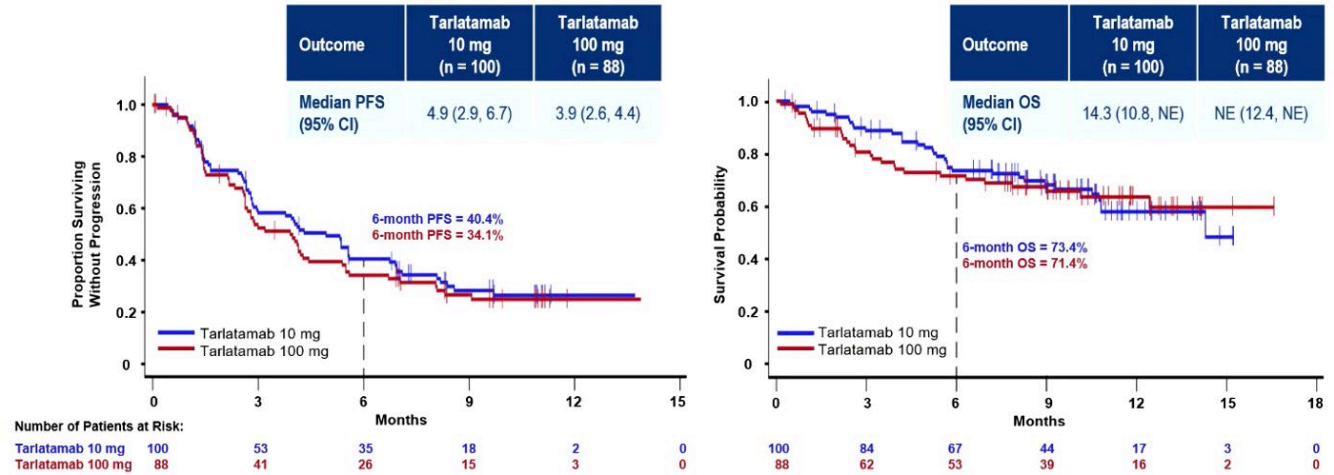 Outcome
Tarlatamab
10 mg
(n = 100)
Tarlatamab
100 mg
(n = 88)
Median PFS
(95% CI)
4.9 (2.9, 6.7)
3.9 (2.6, 4.4)
Proportion Surviving
Without Progression
1.0
0.8
0.6
0.4
0.2
0
6-month PFS = 40.4%
6-month PFS = 34.1%
Tarlatamab 10 mg
Tarlatamab 100 mg
0 3 6 9 12 15
Months
Number of Patients at Risk:
Tarlatamab 10 mg 100 53 35 18 2 0
Tarlatamab 100 mg 88 41 26 15 3 0
Outcome
Tarlatamab
10 mg
(n = 100)
Tarlatamab
100 mg
(n = 88)
Median OS
(95% CI)
14.3 (10.8, NE)
NE (12.4, NE)
Survival Probability
1.0
0.8
0.6
0.4
0.2
0
6-month OS = 73.4%
6-month OS = 71.4%
Tarlatamab 10 mg
Tarlatamab 100 mg
0 3 6 9 12 15 18
Months
100 84 67 44 17 3 0
88 62 53 39 16 2 0